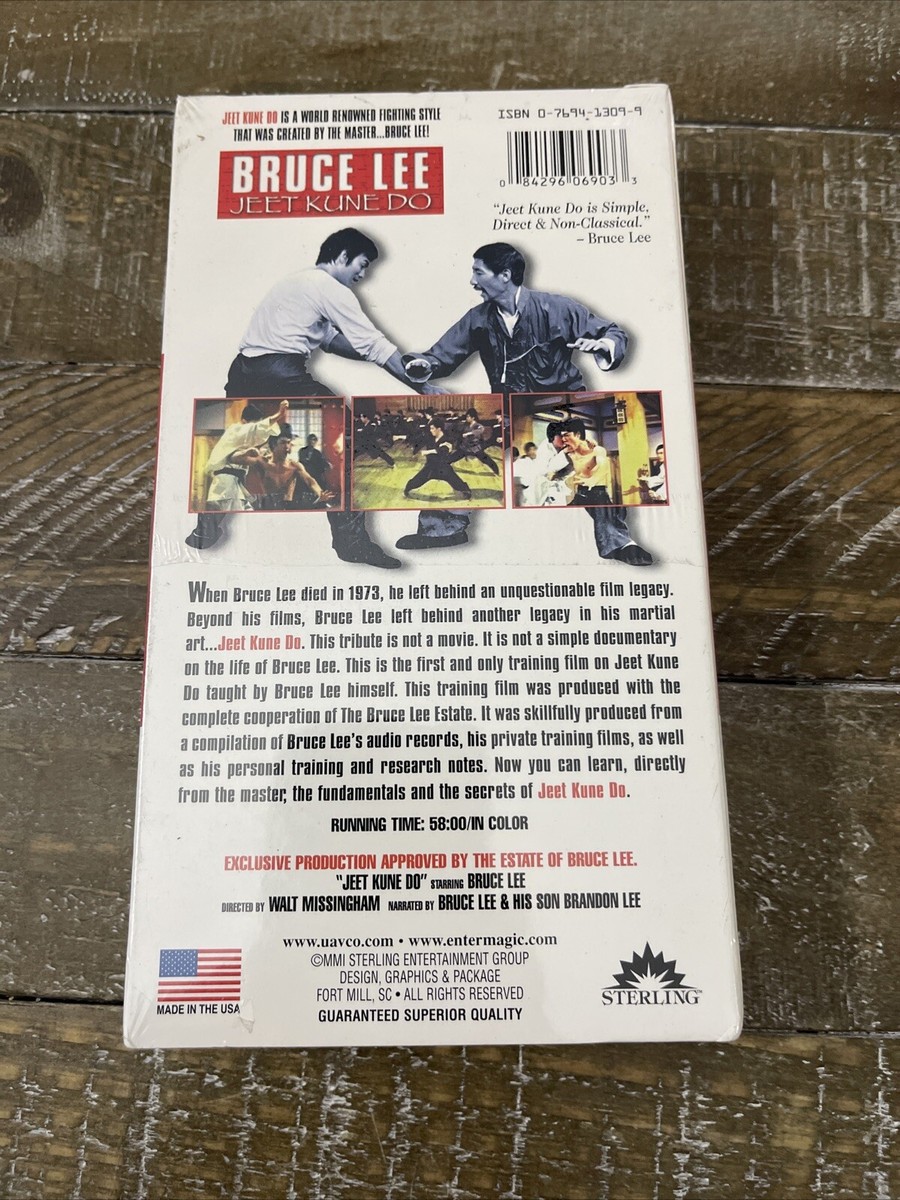 JEET KUNE DO IS A WORLD RENOWNED FIGHTING STYLE
THAT WAS CREATED BY THE MASTER...BRUCE LEE!
BRUCE LEE
JEET KUNE DO
ISBN 0-7694-1309-9
0 84296 06903 3
“Jeet Kune Do is Simple,
Direct & Non-Classical.”
– Bruce Lee
When Bruce Lee died in 1973, he left behind an unquestionable film legacy.
Beyond his films, Bruce Lee left behind another legacy in his martial
art...Jeet Kune Do. This tribute is not a movie. It is not a simple documentary
on the life of Bruce Lee. This is the first and only training film on Jeet Kune
Do taught by Bruce Lee himself. This training film was produced with the
complete cooperation of The Bruce Lee Estate. It was skillfully produced from
a compilation of Bruce Lee's audio records, his private training films, as well
as his personal training and research notes. Now you can learn, directly
from the master, the fundamentals and the secrets of Jeet Kune Do.
RUNNING TIME: 58:00/IN COLOR
EXCLUSIVE PRODUCTION APPROVED BY THE ESTATE OF BRUCE LEE.
"JEET KUNE DO" STARRING BRUCE LEE
DIRECTED BY WALT MISSINGHAM NARRATED BY BRUCE LEE & HIS SON BRANDON LEE
www.uavco.com • www.entermagic.com
©MMI STERLING ENTERTAINMENT GROUP
DESIGN, GRAPHICS & PACKAGE
FORT MILL, SC • ALL RIGHTS RESERVED
GUARANTEED SUPERIOR QUALITY
MADE IN THE USA
STERLING™